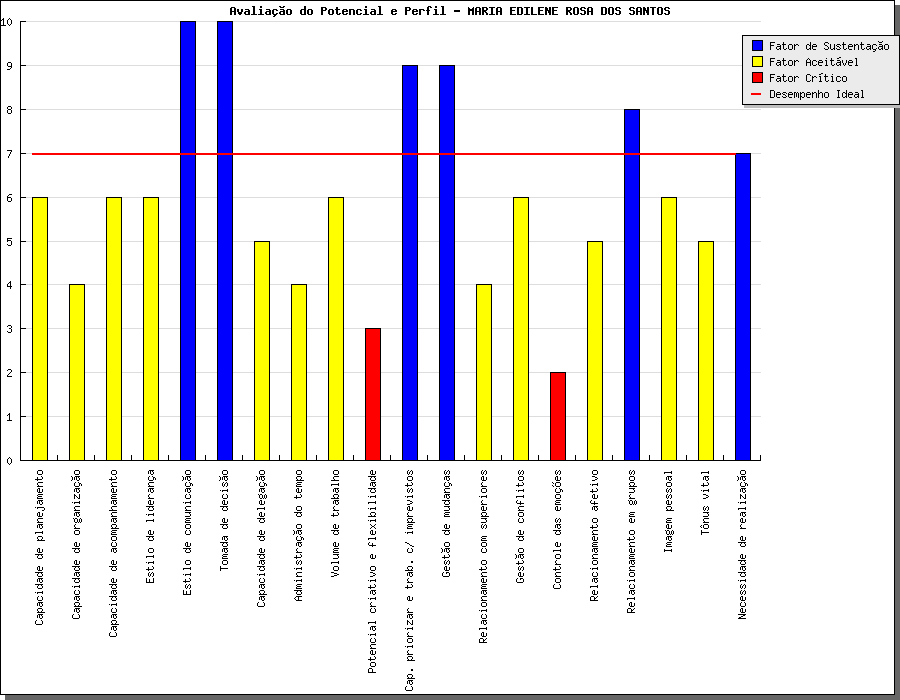 Avaliação do Potencial e Perfil - MARIA EDILENE ROSA DOS SANTOS
Fator de Sustentação
Fator Aceitável
Fator Crítico
Desempenho Ideal
10
9
8
7
6
5
4
3
2
1
0
Capacidade de planejamento
Capacidade de organização
Capacidade de acompanhamento
Estilo de liderança
Estilo de comunicação
Tomada de decisão
Capacidade de delegação
Administração do tempo
Volume de trabalho
Potencial criativo e flexibilidade
Cap. priorizar e trab. c/ imprevistos
Gestão de mudanças
Relacionamento com superiores
Gestão de conflitos
Controle das emoções
Relacionamento afetivo
Relacionamento em grupos
Imagem pessoal
Tônus vital
Necessidade de realização